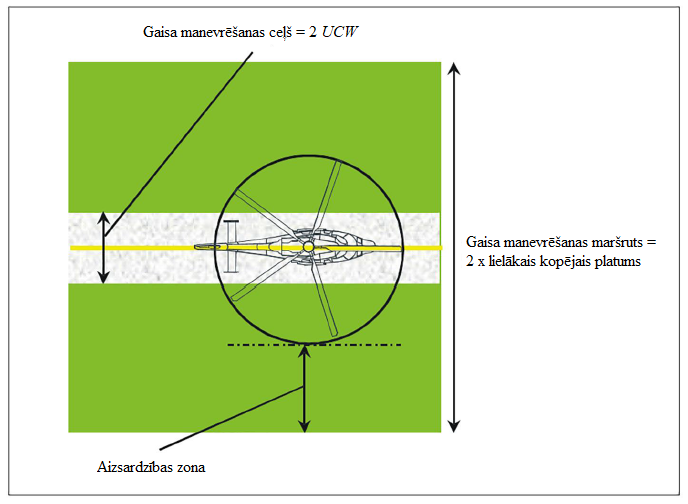 Gaisa manevrēšanas ceļš = 2 UCW
Gaisa manevrēšanas maršruts =
2 x lielākais kopējais platums
Aizsardzības zona